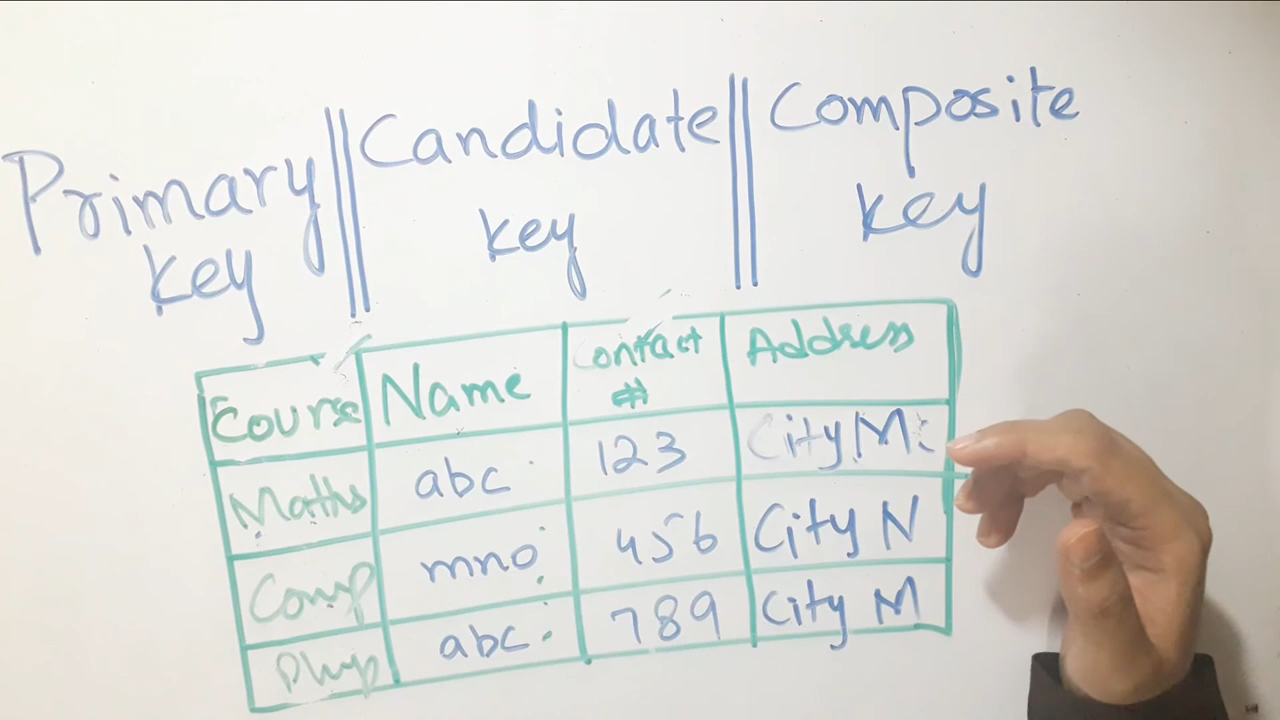 Primary key
Candidate key
Composite key
Course Name Contact # Address
Maths abc 123 City M
Comp mno 456 City N
Phyp abc 789 City M